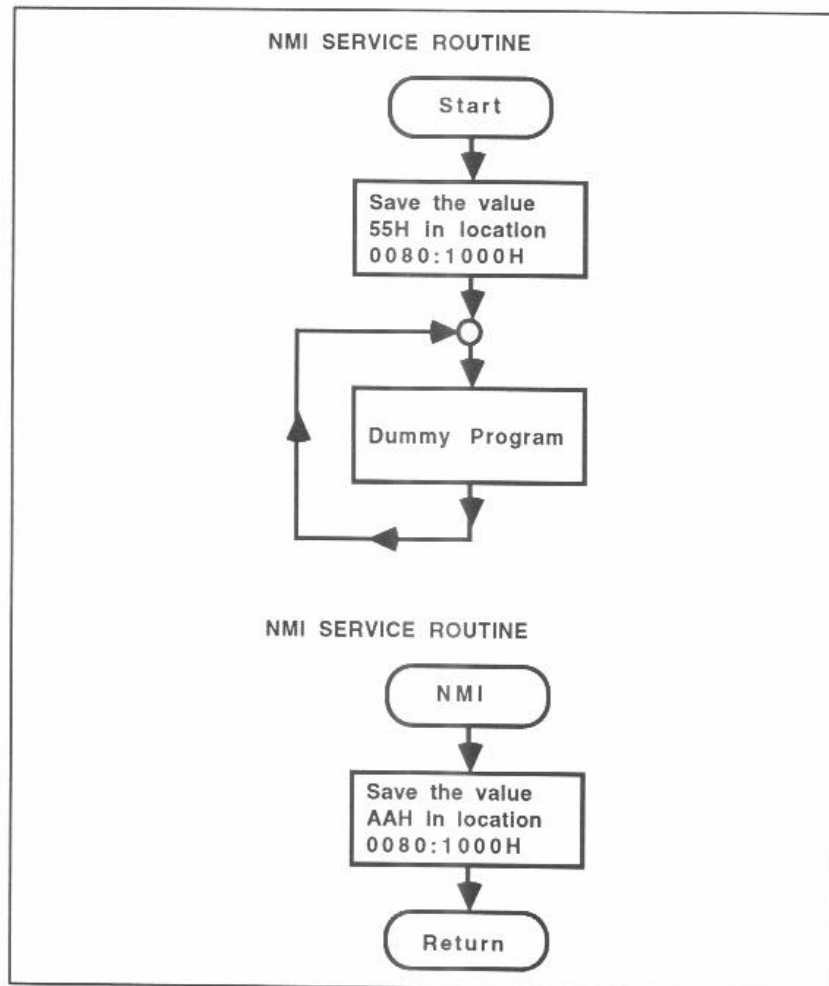 NMI SERVICE ROUTINE
Start
Save the value
55H in location
0080:1000H
Dummy Program
NMI SERVICE ROUTINE
NMI
Save the value
AAH in location
0080:1000H
Return